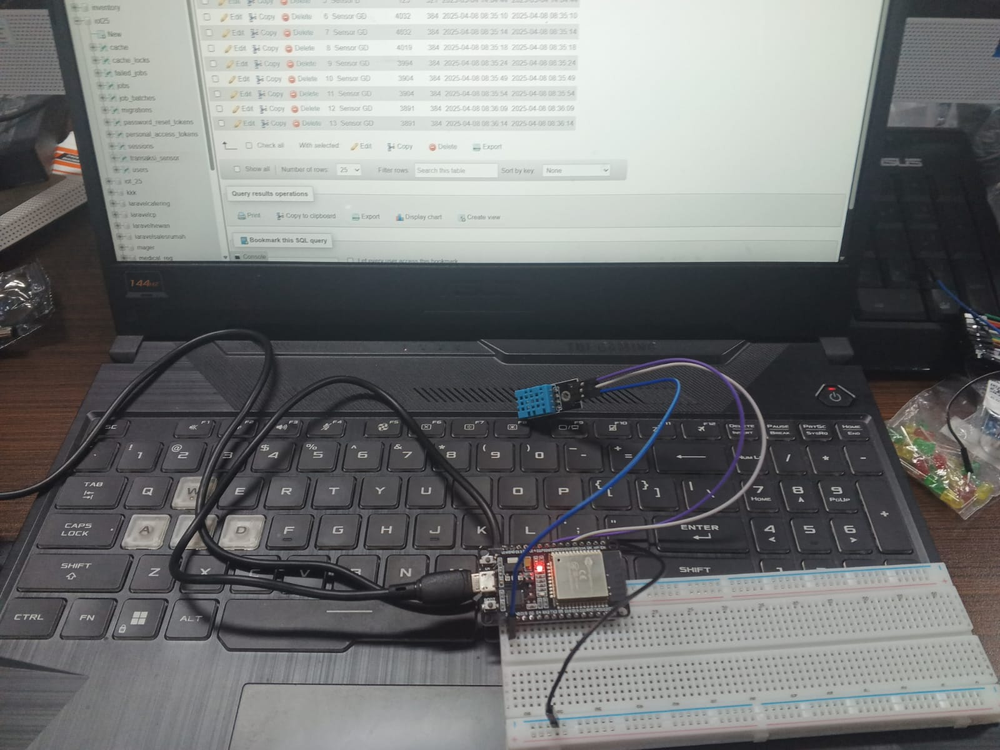 inventory
iot25
New
cache
cache_locks
failed_jobs
jobs
job_batches
migrations
password_reset_tokens
personal_access_tokens
sessions
transaksi_sensor
users
iot_25
kkk
laravelcatering
laravelcp
laravelhewan
laravelsalesrumah
mager
medical_reg
Edit Copy Delete 6 Sensor GD 4032 384 2025-04-08 08:35:10 2025-04-08 08:35:10
Edit Copy Delete 7 Sensor GD 4032 384 2025-04-08 08:35:14 2025-04-08 08:35:14
Edit Copy Delete 8 Sensor GD 4019 384 2025-04-08 08:35:18 2025-04-08 08:35:18
Edit Copy Delete 9 Sensor GD 3994 384 2025-04-08 08:35:24 2025-04-08 08:35:24
Edit Copy Delete 10 Sensor GD 3904 384 2025-04-08 08:35:49 2025-04-08 08:35:49
Edit Copy Delete 11 Sensor GD 3904 384 2025-04-08 08:35:54 2025-04-08 08:35:54
Edit Copy Delete 12 Sensor GD 3891 384 2025-04-08 08:36:09 2025-04-08 08:36:09
Edit Copy Delete 13 Sensor GD 3891 384 2025-04-08 08:36:14 2025-04-08 08:36:14
Check all With selected: Edit Copy Delete Export
Show all Number of rows: 25 Filter rows: Search this table Sort by key: None
Query results operations
Print Copy to clipboard Export Display chart Create view
Bookmark this SQL query
Console Let every user access this bookmark
ASUS
144Hz
TUF GAMING
F1 F2 F3 F4 F5 F6 F7 F8 F9 F10 F11 F12 DELETE INSERT PAUSE BREAK PRTSC SYSRQ HOME END
! 1 @ 2 3 $ 4 % 5 ^ 6 & 7 * 8 ( 9 ) 0 - + = NUM / * -
TAB Q W E R T Y U O P { [ } ] | \ 7 HOME 8 9 PGUP
CAPS LOCK A D F G H J K L ; " ENTER 4 5 6 +
SHIFT Z X C V B N SHIFT
CTRL FN ALT
BOOT